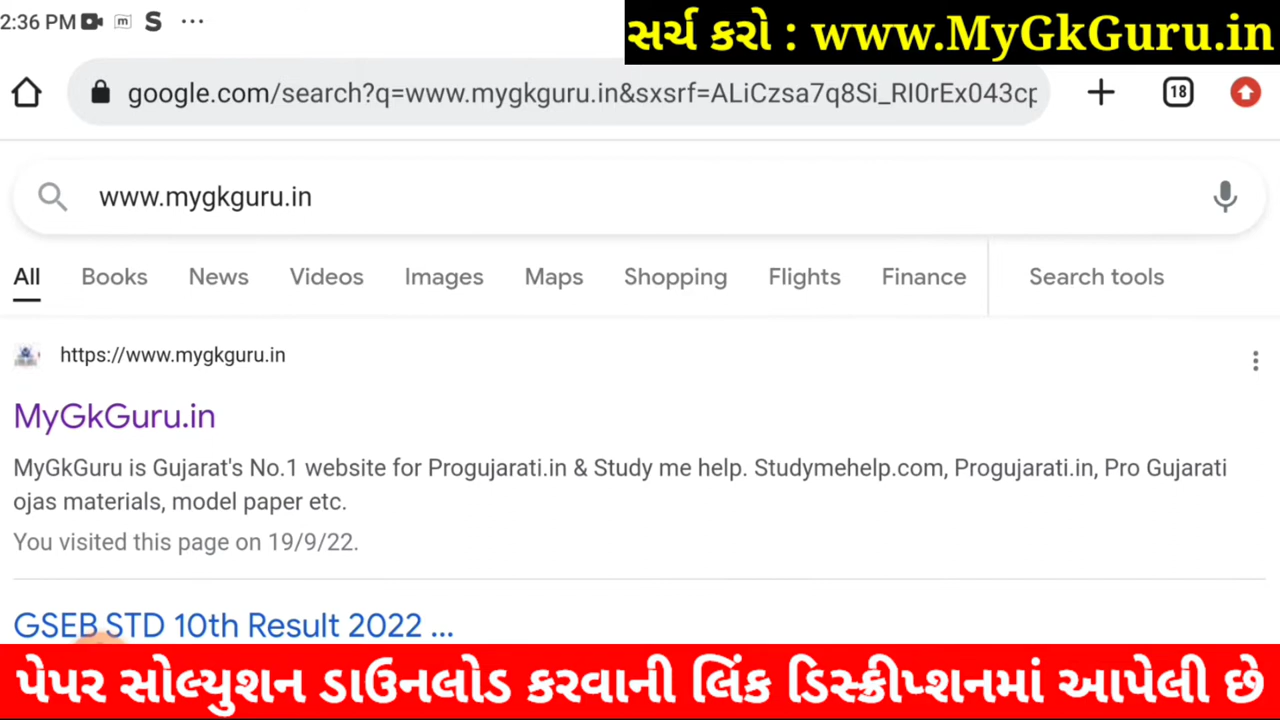 2:36 PM m S ...
સર્ચ કરો : www.MyGkGuru.in
google.com/search?q=www.mygkguru.in&sxsrf=ALiCzsa7q8Si_RI0rEx043cp
18
www.mygkguru.in
All Books News Videos Images Maps Shopping Flights Finance Search tools
https://www.mygkguru.in
MyGkGuru.in
MyGkGuru is Gujarat's No.1 website for Progujarati.in & Study me help. Studymehelp.com, Progujarati.in, Pro Gujarati
ojas materials, model paper etc.
You visited this page on 19/9/22.
GSEB STD 10th Result 2022 ...
પેપર સોલ્યુશન ડાઉનલોડ કરવાની લિંક ડિસ્ક્રીપ્શનમાં આપેલી છે